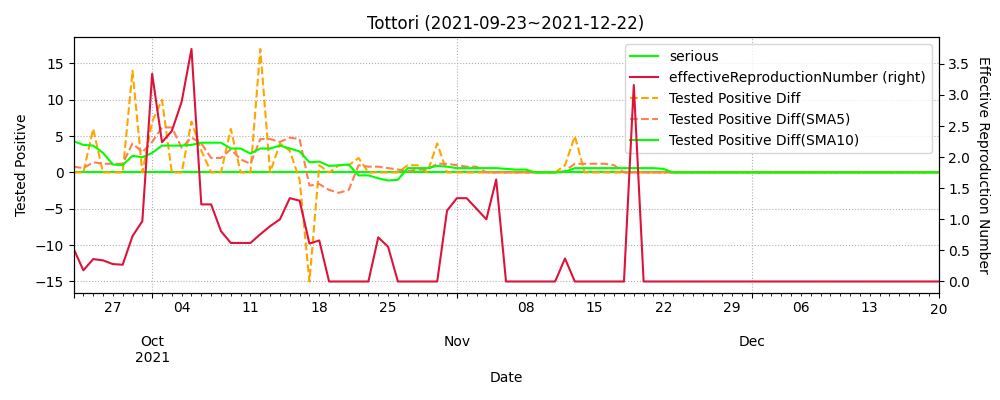 Tottori (2021-09-23~2021-12-22)
serious
effectiveReproductionNumber (right)
Tested Positive Diff
Tested Positive Diff(SMA5)
Tested Positive Diff(SMA10)
Tested Positive
15
10
5
0
−5
−10
−15
3.5
3.0
2.5
2.0
1.5
1.0
0.5
0.0
Effective Reproduction Number
27 04 11 18 25 08 15 22 29 06 13 20
Oct Nov Dec
2021
Date